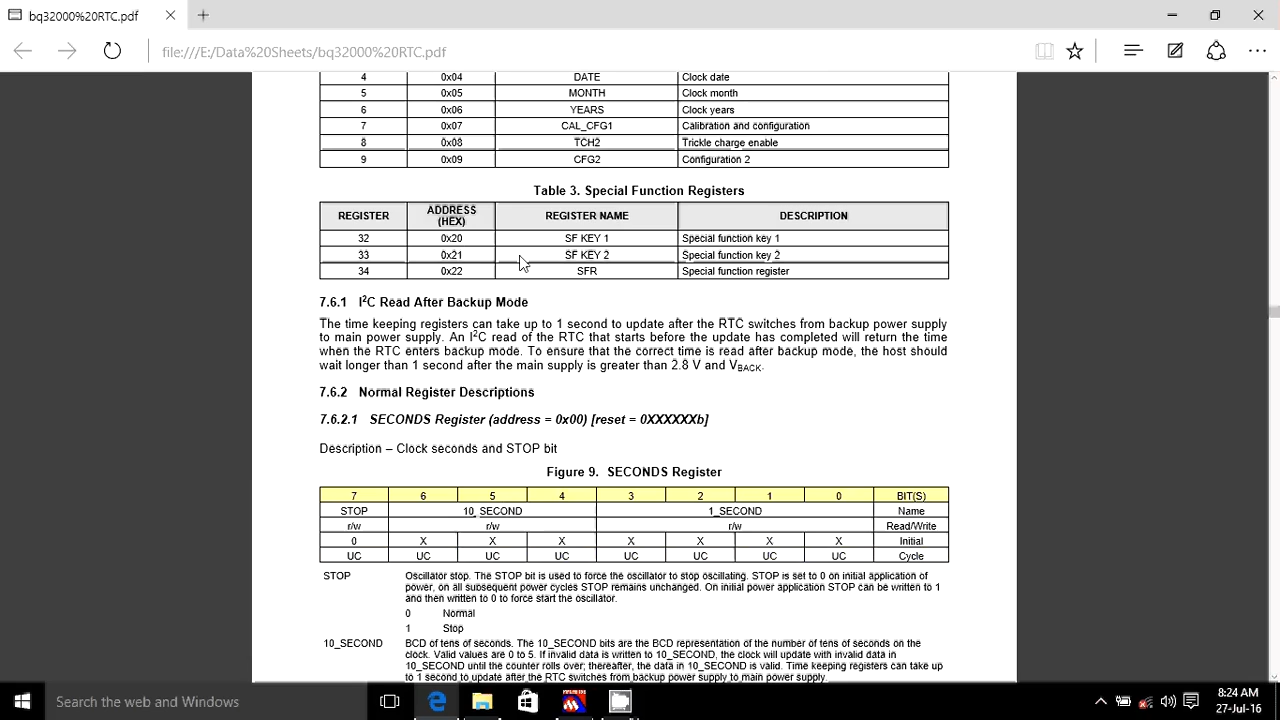 bq32000%20RTC.pdf
file:///E:/Data%20Sheets/bq32000%20RTC.pdf
4 0x04 DATE Clock date
5 0x05 MONTH Clock month
6 0x06 YEARS Clock years
7 0x07 CAL_CFG1 Calibration and configuration
8 0x08 TCH2 Trickle charge enable
9 0x09 CFG2 Configuration 2
Table 3. Special Function Registers
REGISTER ADDRESS (HEX) REGISTER NAME DESCRIPTION
32 0x20 SF KEY 1 Special function key 1
33 0x21 SF KEY 2 Special function key 2
34 0x22 SFR Special function register
7.6.1 I²C Read After Backup Mode
The time keeping registers can take up to 1 second to update after the RTC switches from backup power supply
to main power supply. An I²C read of the RTC that starts before the update has completed will return the time
when the RTC enters backup mode. To ensure that the correct time is read after backup mode, the host should
wait longer than 1 second after the main supply is greater than 2.8 V and VBACK.
7.6.2 Normal Register Descriptions
7.6.2.1 SECONDS Register (address = 0x00) [reset = 0XXXXXXb]
Description – Clock seconds and STOP bit
Figure 9. SECONDS Register
7 6 5 4 3 2 1 0 BIT(S)
STOP 10_SECOND 1_SECOND Name
r/w r/w r/w Read/Write
0 X X X X X X X Initial
UC UC UC UC UC UC UC UC Cycle
STOP Oscillator stop. The STOP bit is used to force the oscillator to stop oscillating. STOP is set to 0 on initial application of
power, on all subsequent power cycles STOP remains unchanged. On initial power application STOP can be written to 1
and then written to 0 to force start the oscillator.
0 Normal
1 Stop
10_SECOND BCD of tens of seconds. The 10_SECOND bits are the BCD representation of the number of tens of seconds on the
clock. Valid values are 0 to 5. If invalid data is written to 10_SECOND, the clock will update with invalid data in
10_SECOND until the counter rolls over; thereafter, the data in 10_SECOND is valid. Time keeping registers can take up
to 1 second to update after the RTC switches from backup power supply to main power supply.
Search the web and Windows
8:24 AM
27-Jul-16